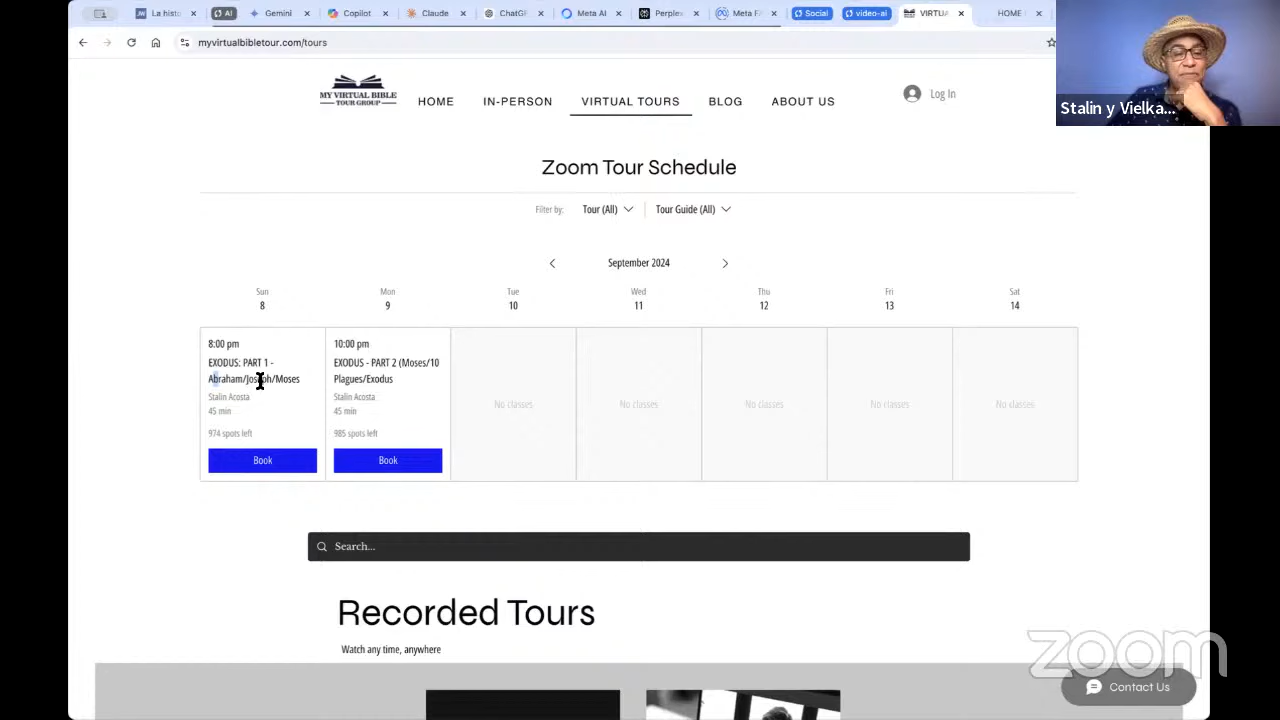 La histo
AI
Gemini
Copilot
Claude
ChatG
Meta AI
Perple
Meta F
Social
video-ai
VIRTUA
HOME
myvirtualbibletour.com/tours
MY VIRTUAL BIBLE
TOUR GROUP
HOME
IN-PERSON
VIRTUAL TOURS
BLOG
ABOUT US
Log In
Stalin y Vielka...
Zoom Tour Schedule
Filter by:
Tour (All)
Tour Guide (All)
September 2024
Sun
Mon
Tue
Wed
Thu
Fri
Sat
8
9
10
11
12
13
14
8:00 pm
EXODUS: PART 1 -
Abraham/Joseph/Moses
Stalin Acosta
45 min
974 spots left
Book
10:00 pm
EXODUS - PART 2 (Moses/10
Plagues/Exodus
Stalin Acosta
45 min
985 spots left
Book
No classes
No classes
No classes
No classes
No classes
Search...
Recorded Tours
Watch any time, anywhere
zoom
Contact Us